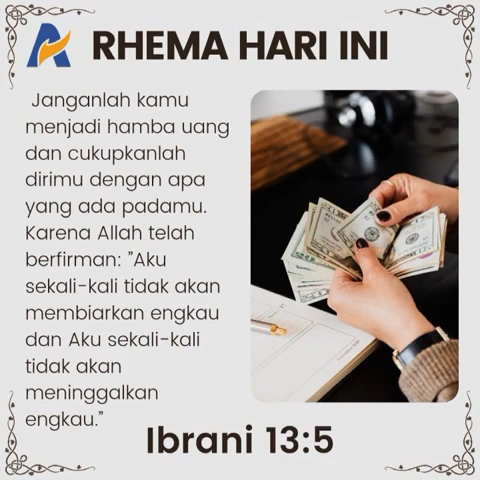 RHEMA HARI INI
Janganlah kamu
menjadi hamba uang
dan cukupkanlah
dirimu dengan apa
yang ada padamu.
Karena Allah telah
berfirman: "Aku
sekali-kali tidak akan
membiarkan engkau
dan Aku sekali-kali
tidak akan
meninggalkan
engkau."
Ibrani 13:5